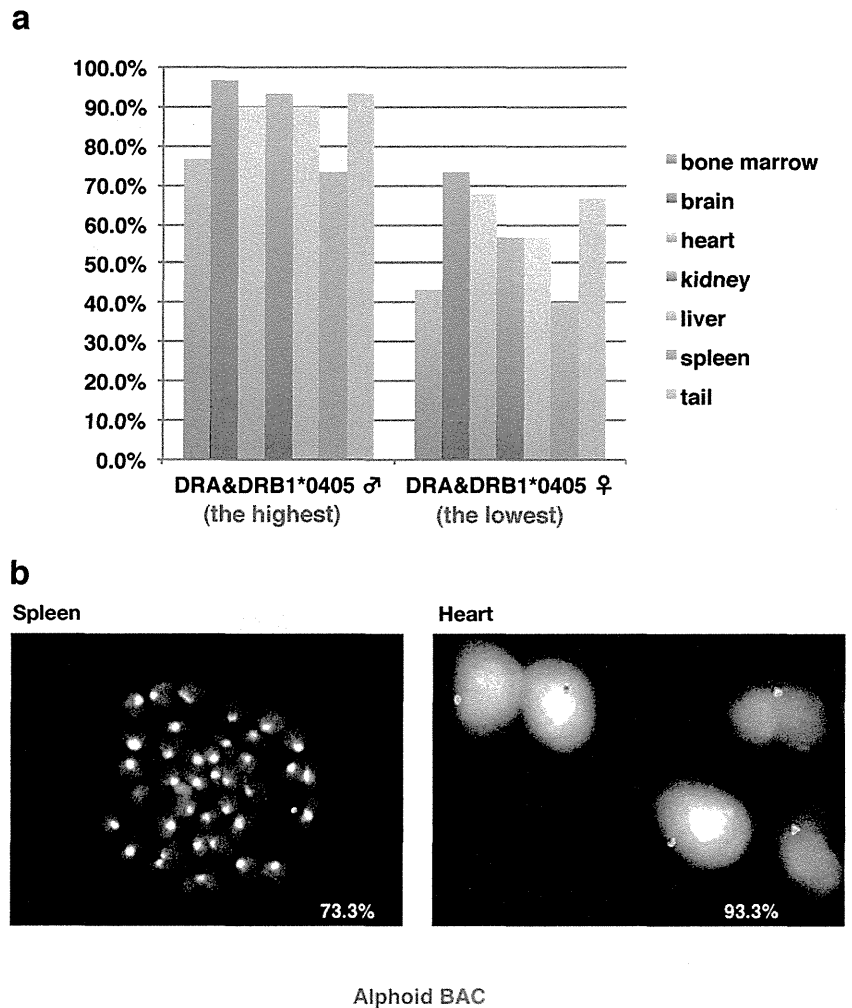 a
100.0%
90.0%
80.0%
70.0%
60.0%
50.0%
40.0%
30.0%
20.0%
10.0%
0.0%
DRA&DRB1*0405 ♂ DRA&DRB1*0405 ♀
(the highest) (the lowest)
bone marrow
brain
heart
kidney
liver
spleen
tail
b
Spleen Heart
73.3% 93.3%
Alphoid BAC